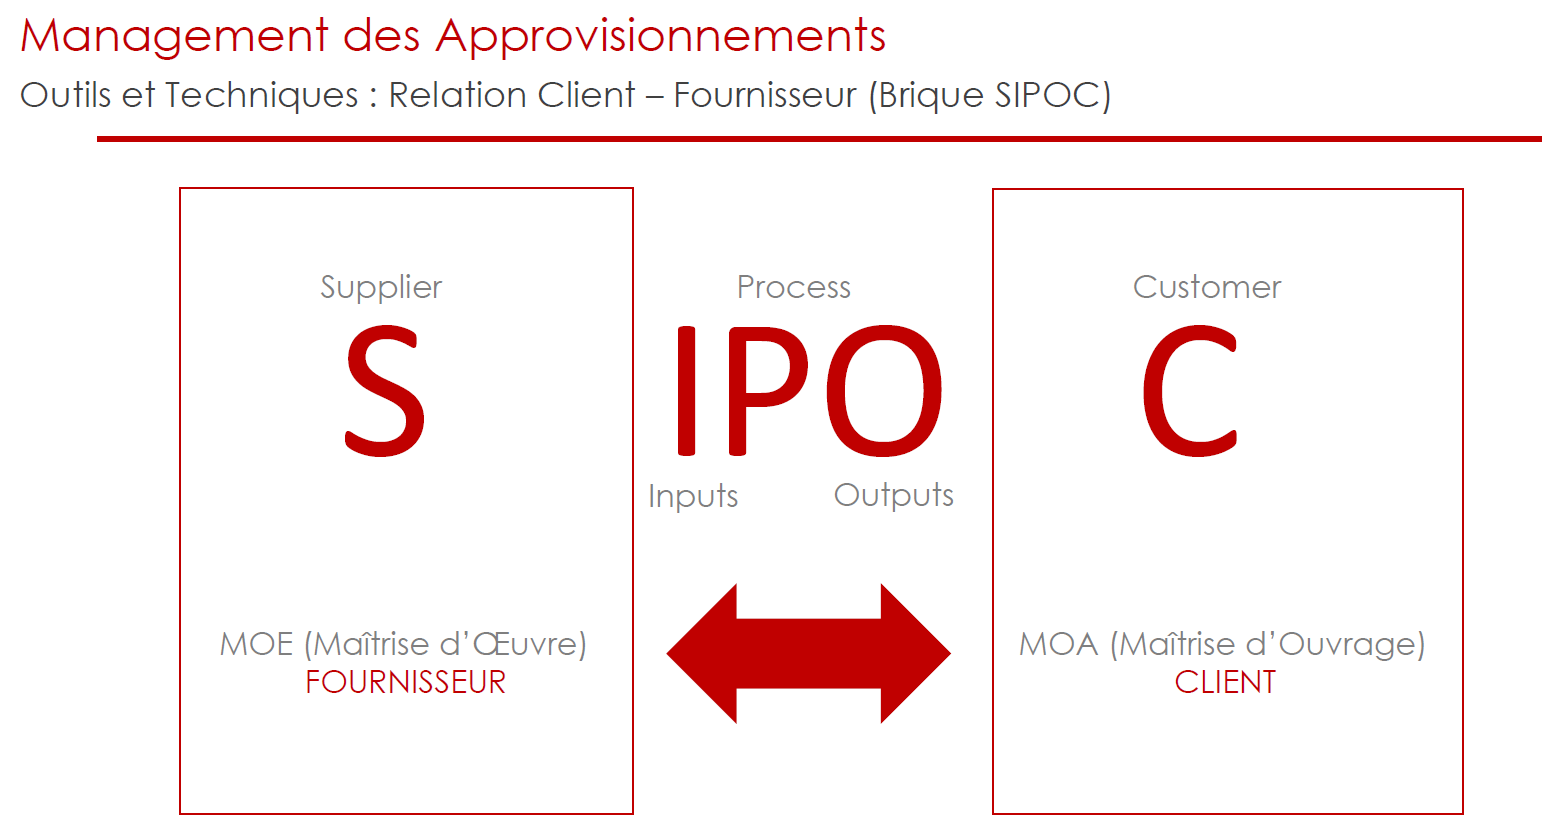 Management des Approvisionnements
Outils et Techniques : Relation Client – Fournisseur (Brique SIPOC)
Supplier
Process
Customer
S
IPO
C
Inputs
Outputs
MOE (Maîtrise d’Œuvre)
FOURNISSEUR
MOA (Maîtrise d’Ouvrage)
CLIENT